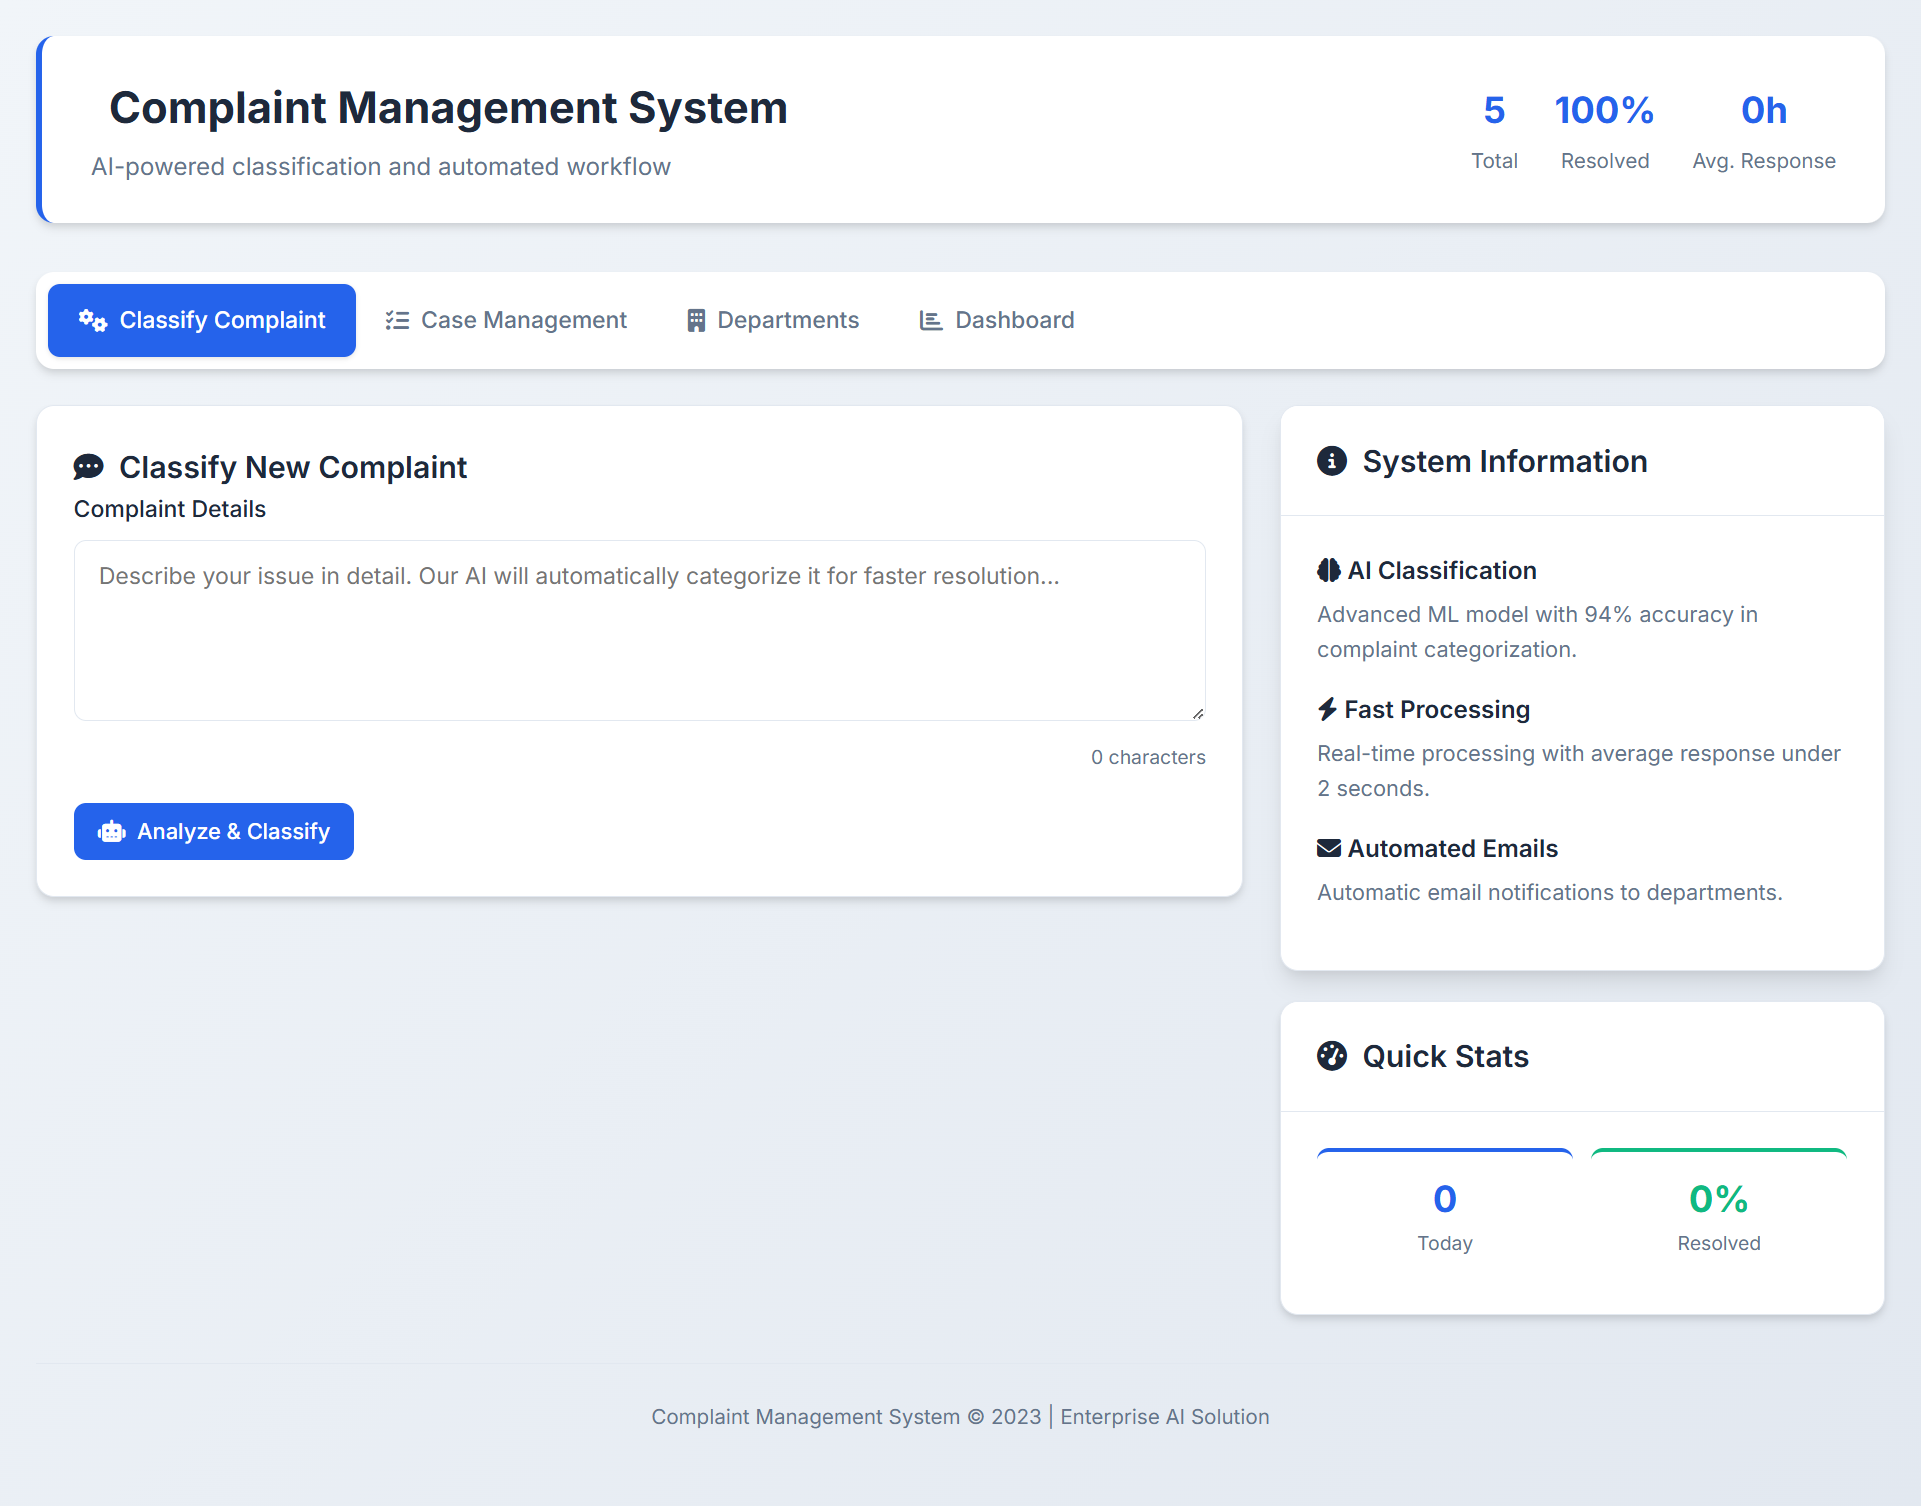 Complaint Management System
AI-powered classification and automated workflow
5
Total
100%
Resolved
0h
Avg. Response
Classify Complaint
Case Management
Departments
Dashboard
Classify New Complaint
Complaint Details
Describe your issue in detail. Our AI will automatically categorize it for faster resolution...
0 characters
Analyze & Classify
System Information
AI Classification
Advanced ML model with 94% accuracy in
complaint categorization.
Fast Processing
Real-time processing with average response under
2 seconds.
Automated Emails
Automatic email notifications to departments.
Quick Stats
0
Today
0%
Resolved
Complaint Management System © 2023 | Enterprise AI Solution